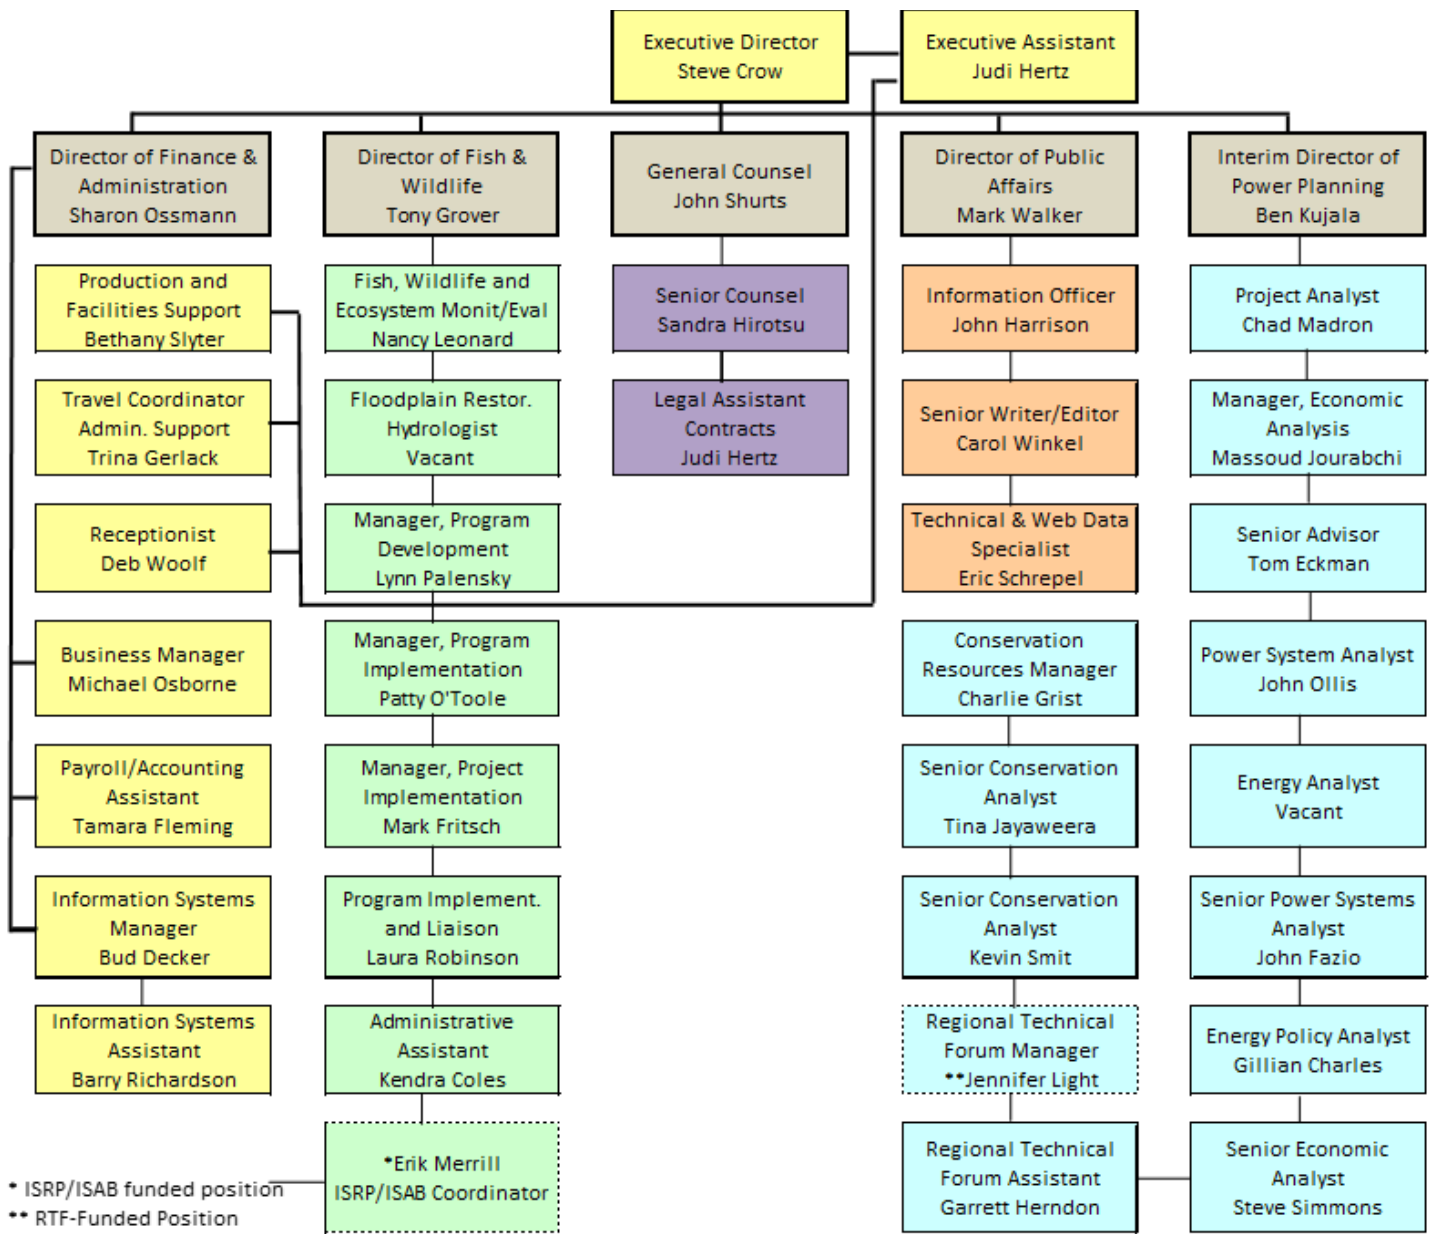 Executive Director
Steve Crow
Executive Assistant
Judi Hertz
Director of Finance &
Administration
Sharon Ossmann
Director of Fish &
Wildlife
Tony Grover
General Counsel
John Shurts
Director of Public
Affairs
Mark Walker
Interim Director of
Power Planning
Ben Kujala
Production and
Facilities Support
Bethany Slyter
Travel Coordinator
Admin. Support
Trina Gerlack
Receptionist
Deb Woolf
Business Manager
Michael Osborne
Payroll/Accounting
Assistant
Tamara Fleming
Information Systems
Manager
Bud Decker
Information Systems
Assistant
Barry Richardson
Fish, Wildlife and
Ecosystem Monit/Eval
Nancy Leonard
Floodplain Restor.
Hydrologist
Vacant
Manager, Program
Development
Lynn Palensky
Manager, Program
Implementation
Patty O'Toole
Manager, Project
Implementation
Mark Fritsch
Program Implement.
and Liaison
Laura Robinson
Administrative
Assistant
Kendra Coles
*Erik Merrill
ISRP/ISAB Coordinator
Senior Counsel
Sandra Hirotsu
Legal Assistant
Contracts
Judi Hertz
Information Officer
John Harrison
Senior Writer/Editor
Carol Winkel
Technical & Web Data
Specialist
Eric Schrepel
Conservation
Resources Manager
Charlie Grist
Senior Conservation
Analyst
Tina Jayaweera
Senior Conservation
Analyst
Kevin Smit
Regional Technical
Forum Manager
**Jennifer Light
Regional Technical
Forum Assistant
Garrett Herndon
Project Analyst
Chad Madron
Manager, Economic
Analysis
Massoud Jourabchi
Senior Advisor
Tom Eckman
Power System Analyst
John Ollis
Energy Analyst
Vacant
Senior Power Systems
Analyst
John Fazio
Energy Policy Analyst
Gillian Charles
Senior Economic
Analyst
Steve Simmons
* ISRP/ISAB funded position
** RTF-Funded Position